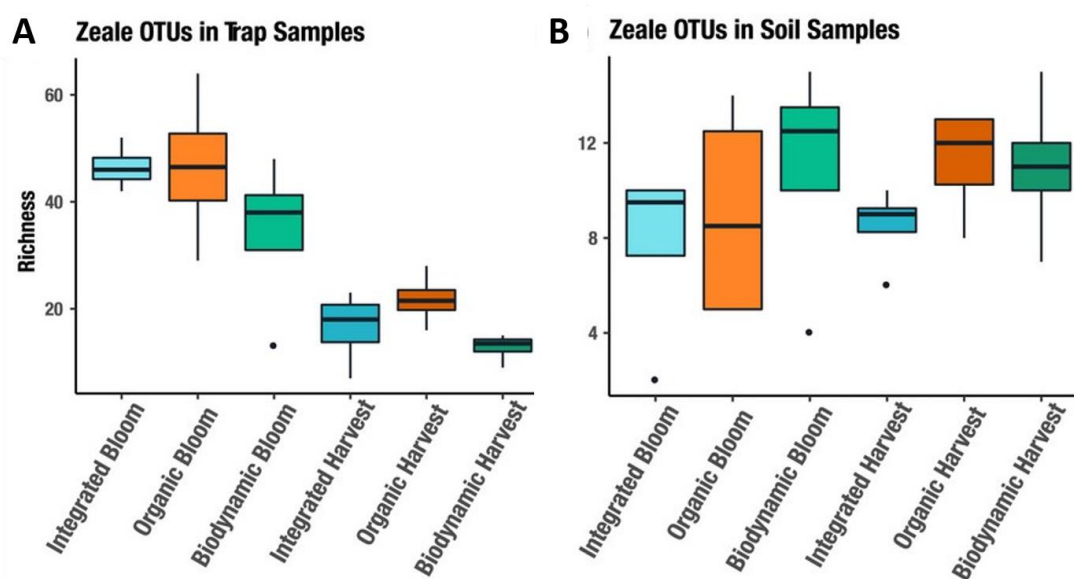 A
Zeale OTUs in Trap Samples
Richness
60
40
20
Integrated Bloom
Organic Bloom
Biodynamic Bloom
Integrated Harvest
Organic Harvest
Biodynamic Harvest
B
Zeale OTUs in Soil Samples
12
8
4
Integrated Bloom
Organic Bloom
Biodynamic Bloom
Integrated Harvest
Organic Harvest
Biodynamic Harvest